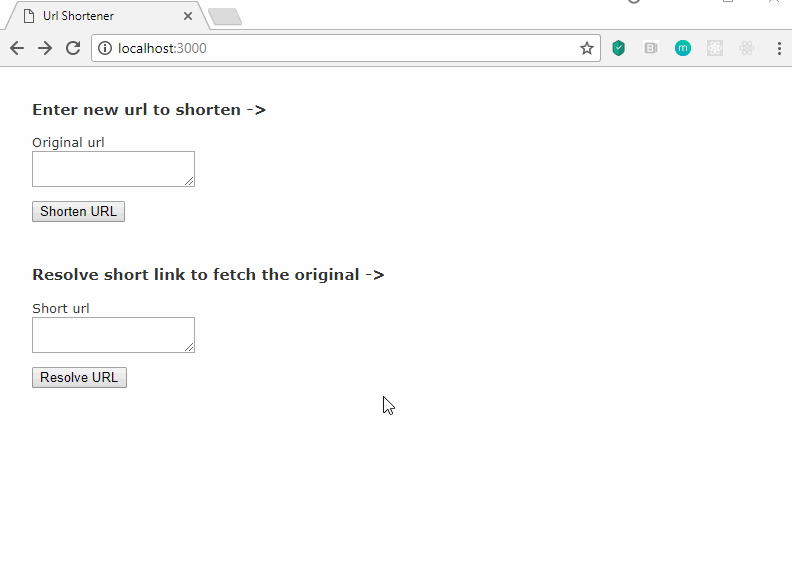 Url Shortener
localhost:3000
B
m
Enter new url to shorten ->
Original url
Shorten URL
Resolve short link to fetch the original ->
Short url
Resolve URL